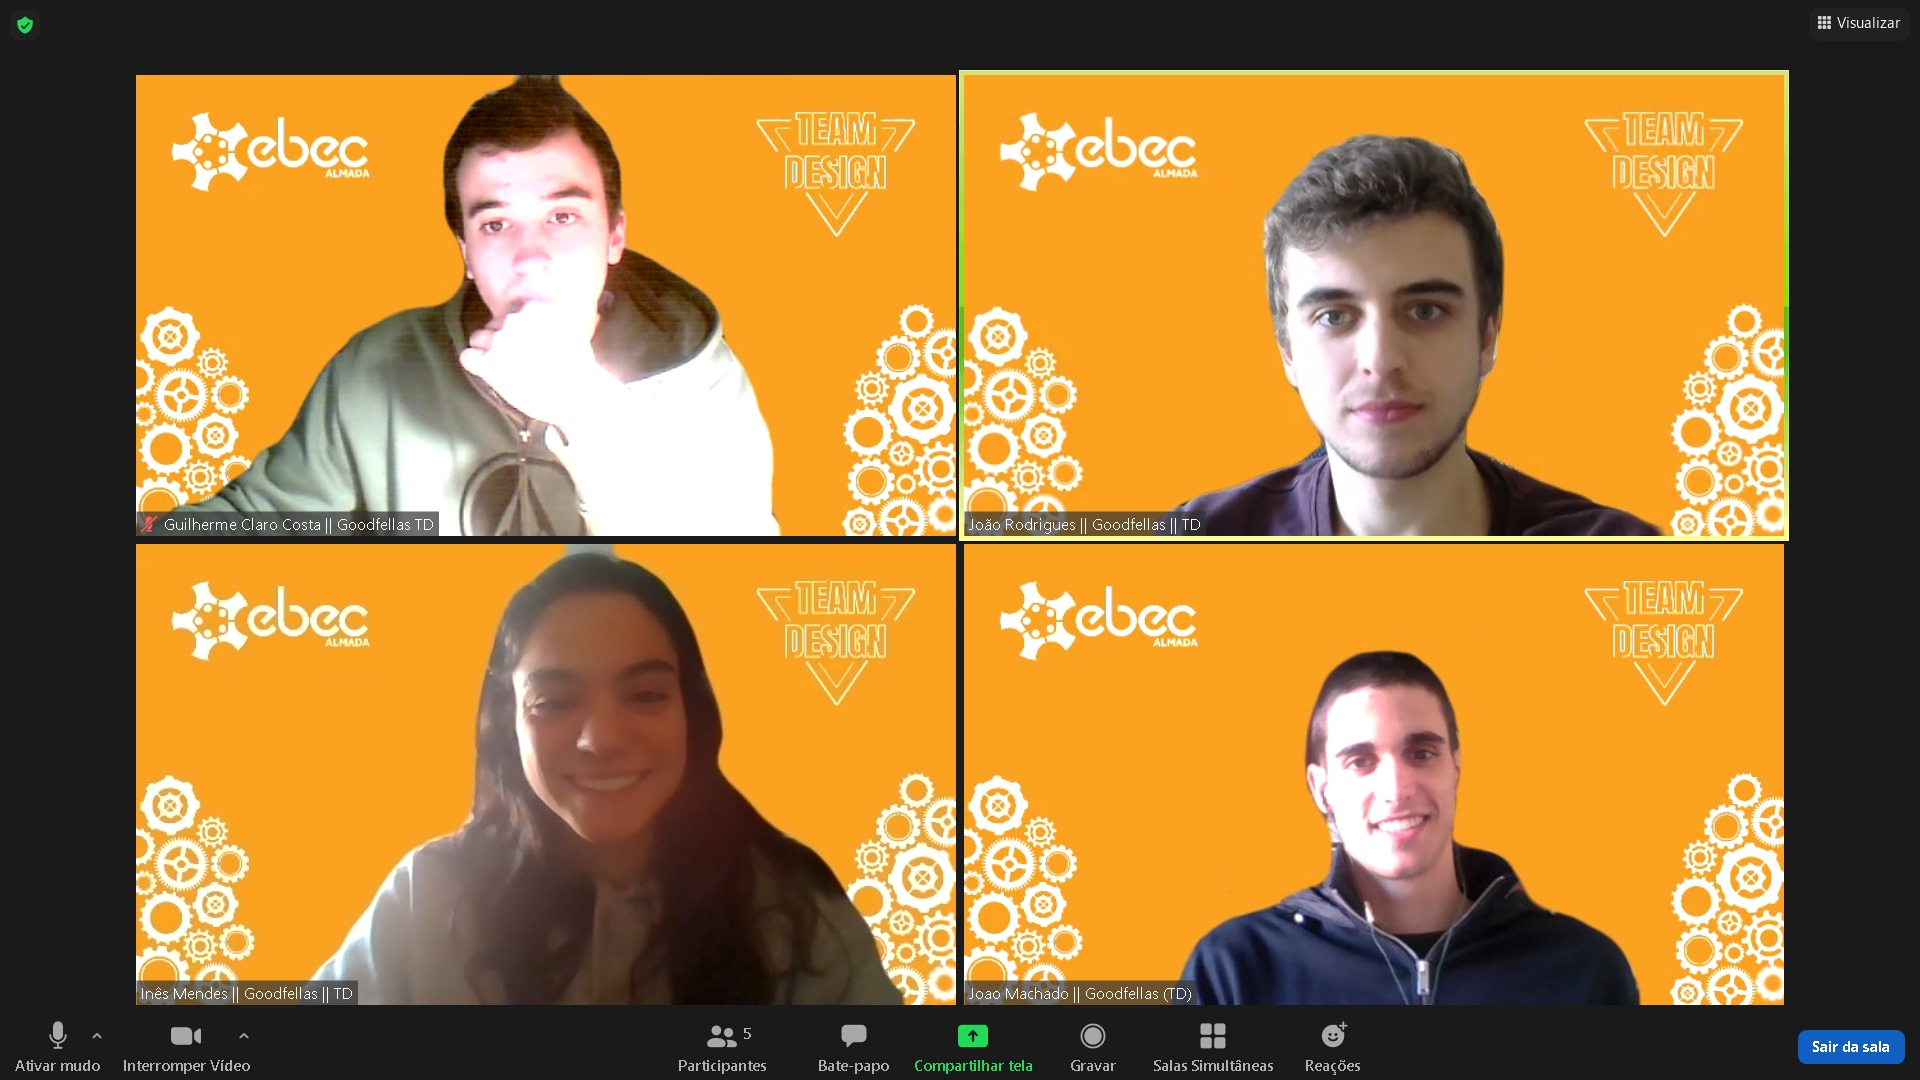 Visualizar
ebec
ALMADA
TEAM
DESIGN
ebec
ALMADA
TEAM
DESIGN
Guilherme Claro Costa || Goodfellas TD
João Rodrigues || Goodfellas || TD
ebec
ALMADA
TEAM
DESIGN
ebec
ALMADA
TEAM
DESIGN
Inês Mendes || Goodfellas || TD
Joao Machado || Goodfellas (TD)
5
Ativar mudo
Interromper Vídeo
Participantes
Bate-papo
Compartilhar tela
Gravar
Salas Simultâneas
Reações
Sair da sala